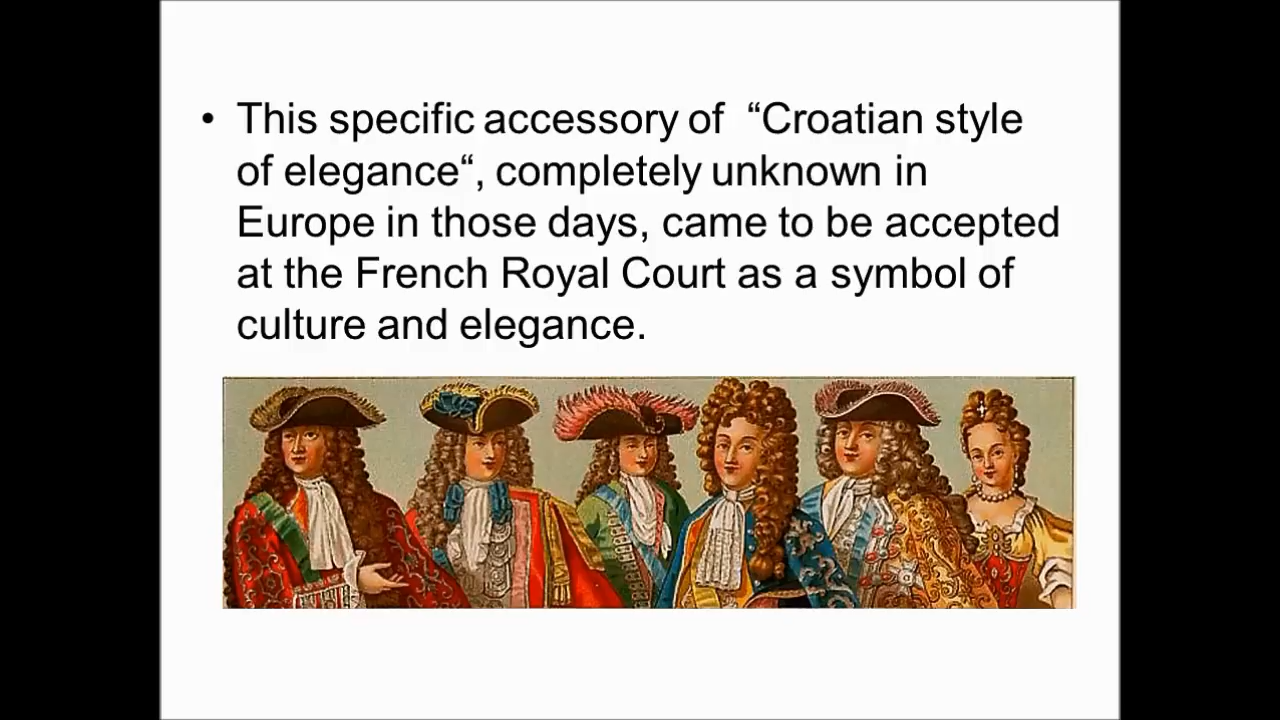 • This specific accessory of “Croatian style
of elegance“, completely unknown in
Europe in those days, came to be accepted
at the French Royal Court as a symbol of
culture and elegance.